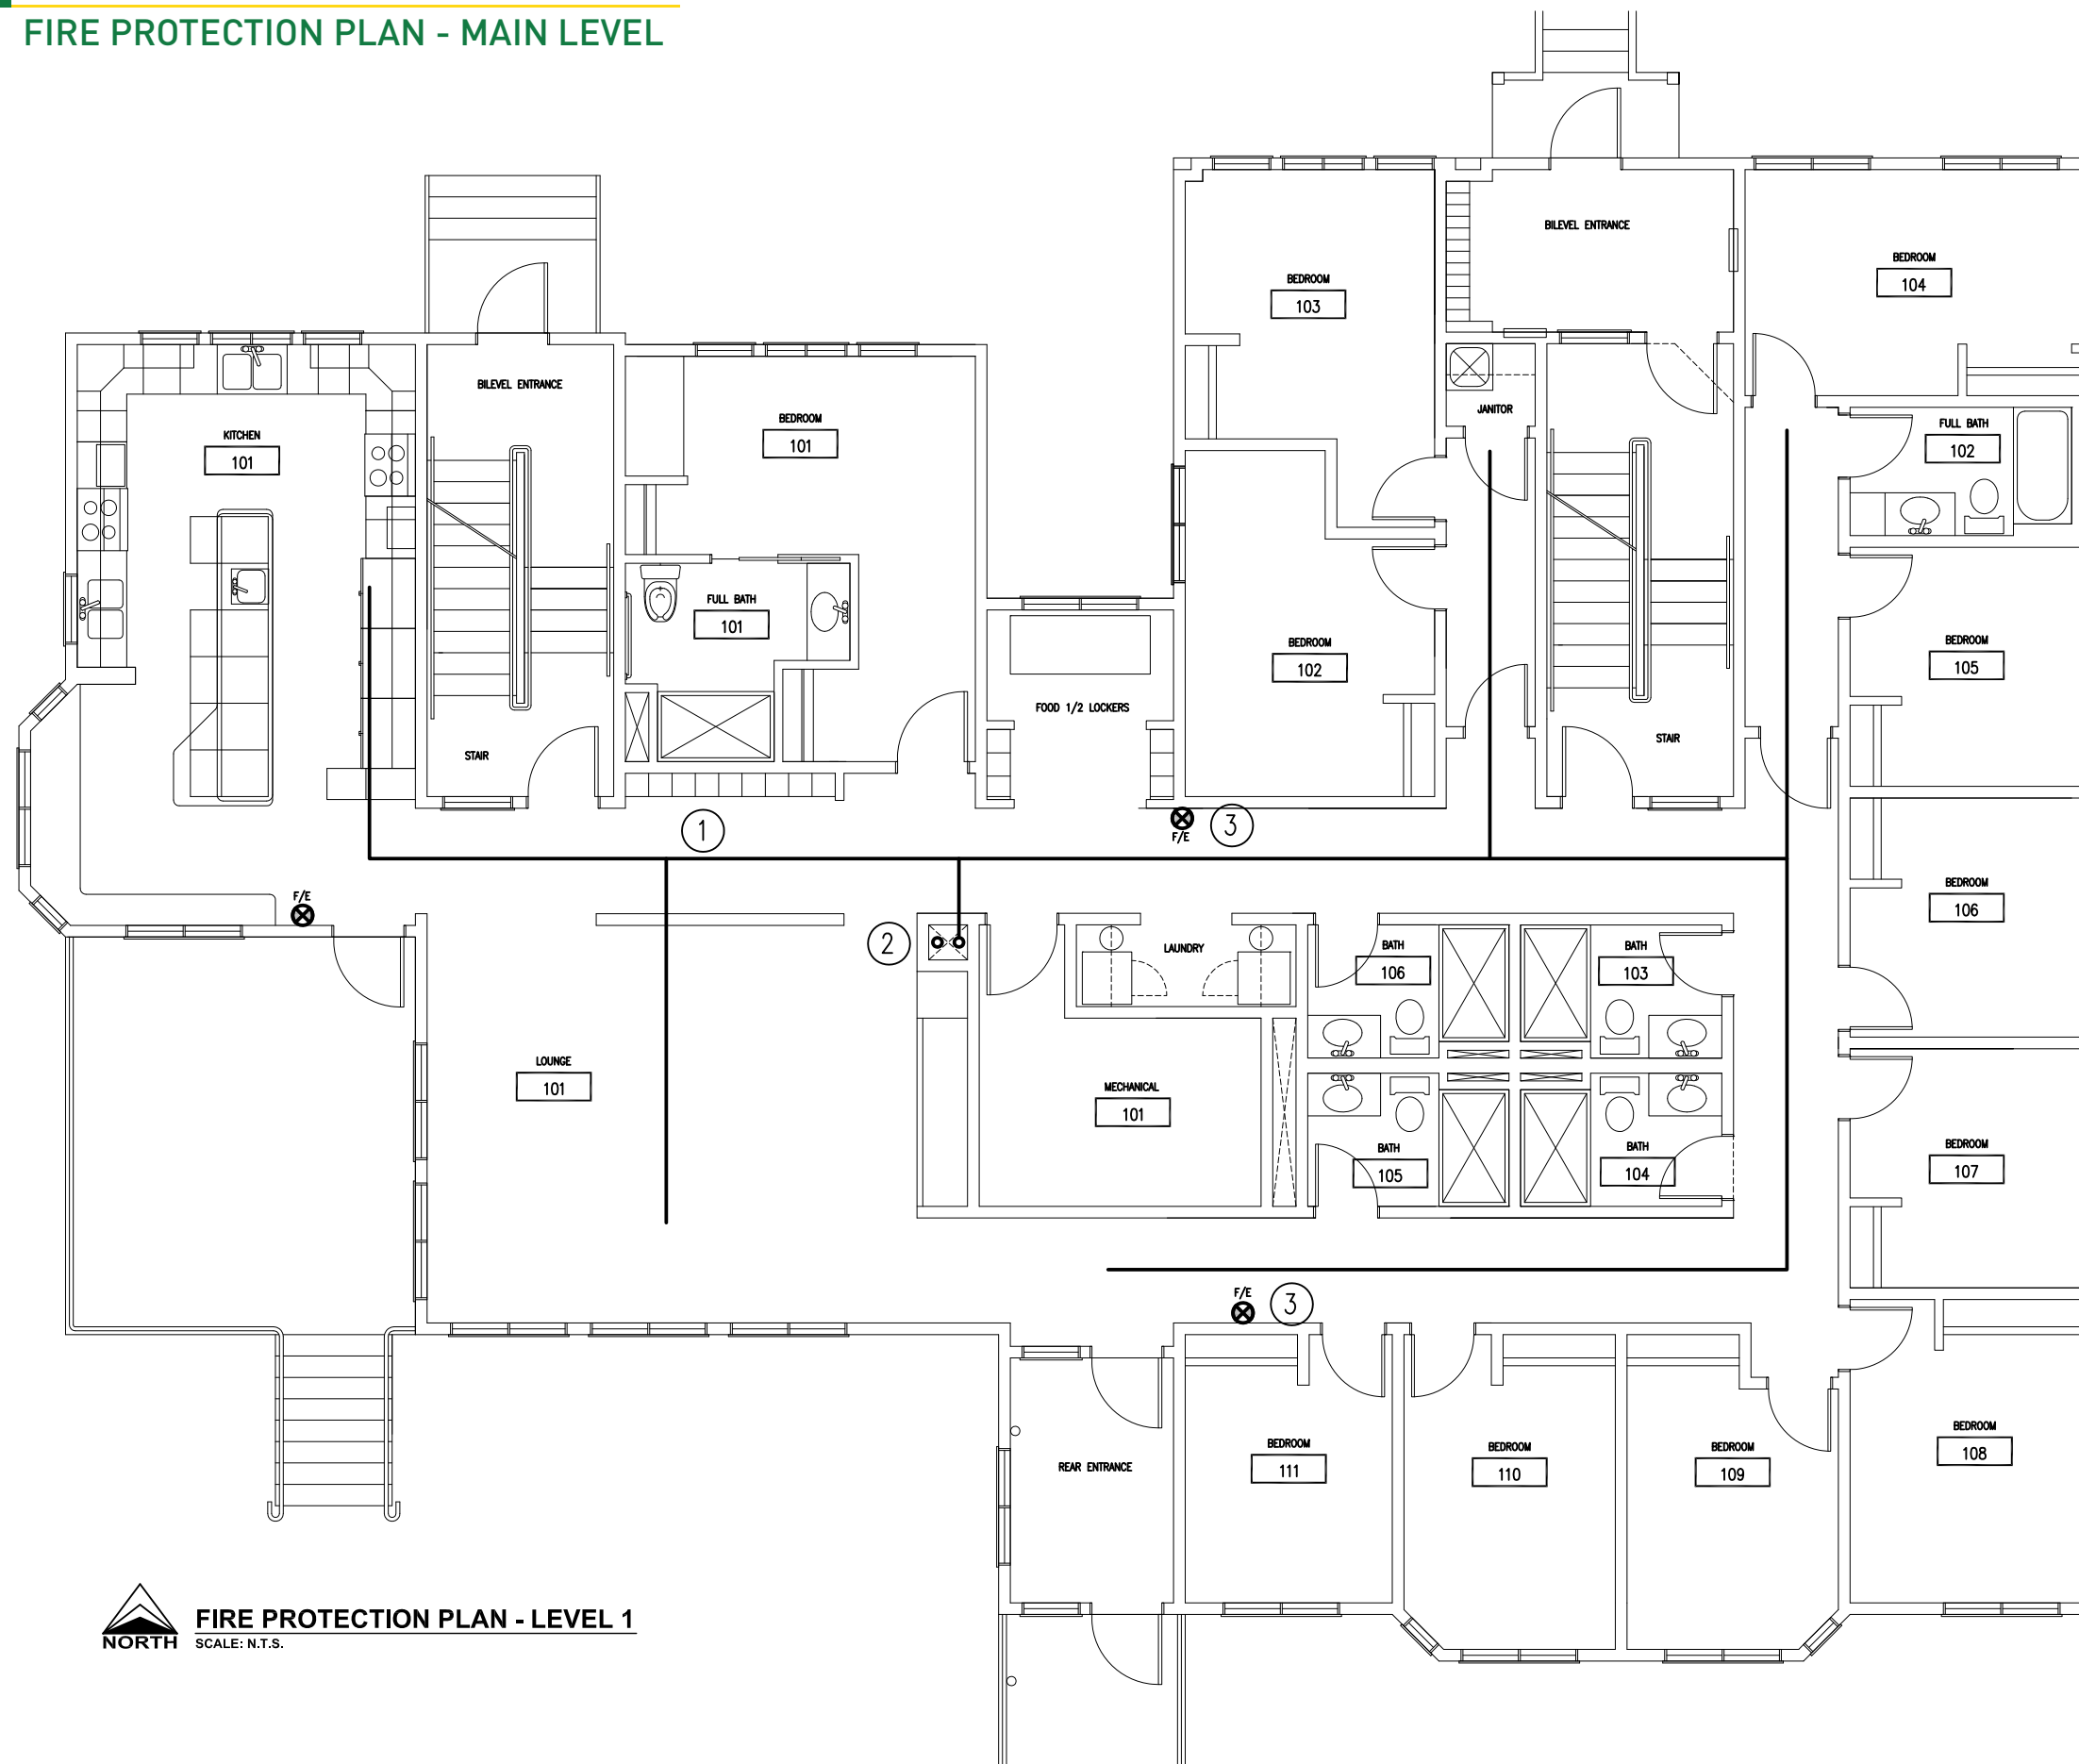 FIRE PROTECTION PLAN - MAIN LEVEL
BILEVEL ENTRANCE
BEDROOM
104
BEDROOM
103
BILEVEL ENTRANCE
JANITOR
BEDROOM
101
KITCHEN
101
FULL BATH
102
FULL BATH
101
BEDROOM
102
BEDROOM
105
FOOD 1/2 LOCKERS
STAIR
STAIR
1
F/E
3
F/E
BEDROOM
106
2
LAUNDRY
BATH
106
BATH
103
LOUNGE
101
MECHANICAL
101
BATH
105
BATH
104
BEDROOM
107
F/E
3
REAR ENTRANCE
BEDROOM
111
BEDROOM
110
BEDROOM
109
BEDROOM
108
NORTH
FIRE PROTECTION PLAN - LEVEL 1
SCALE: N.T.S.